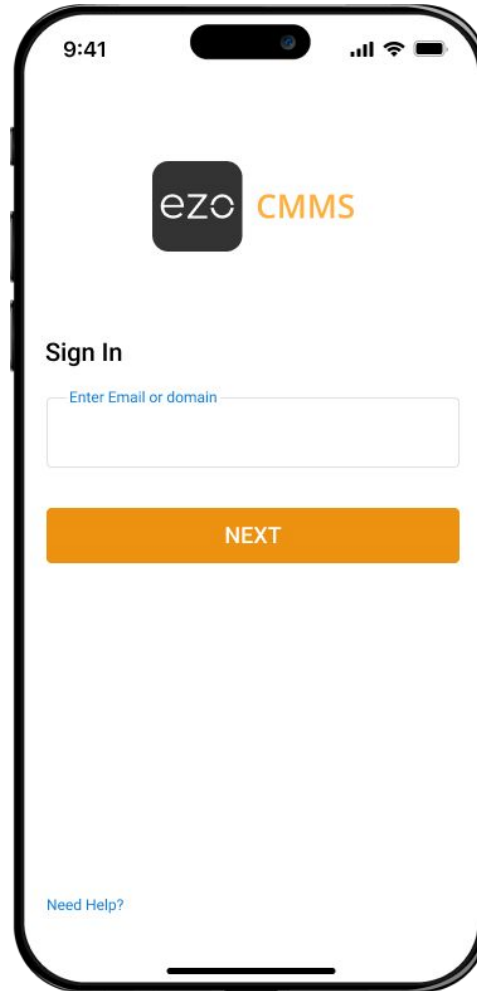 9:41
ezo CMMS
Sign In
Enter Email or domain
NEXT
Need Help?